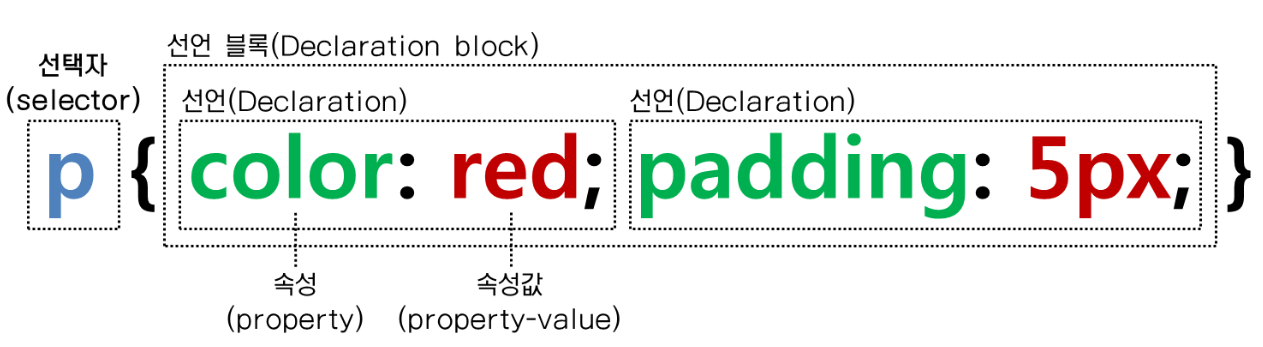 선언 블록(Declaration block)
선택자
(selector)
선언(Declaration)
선언(Declaration)
p { color: red; padding: 5px; }
속성
(property)
속성값
(property-value)